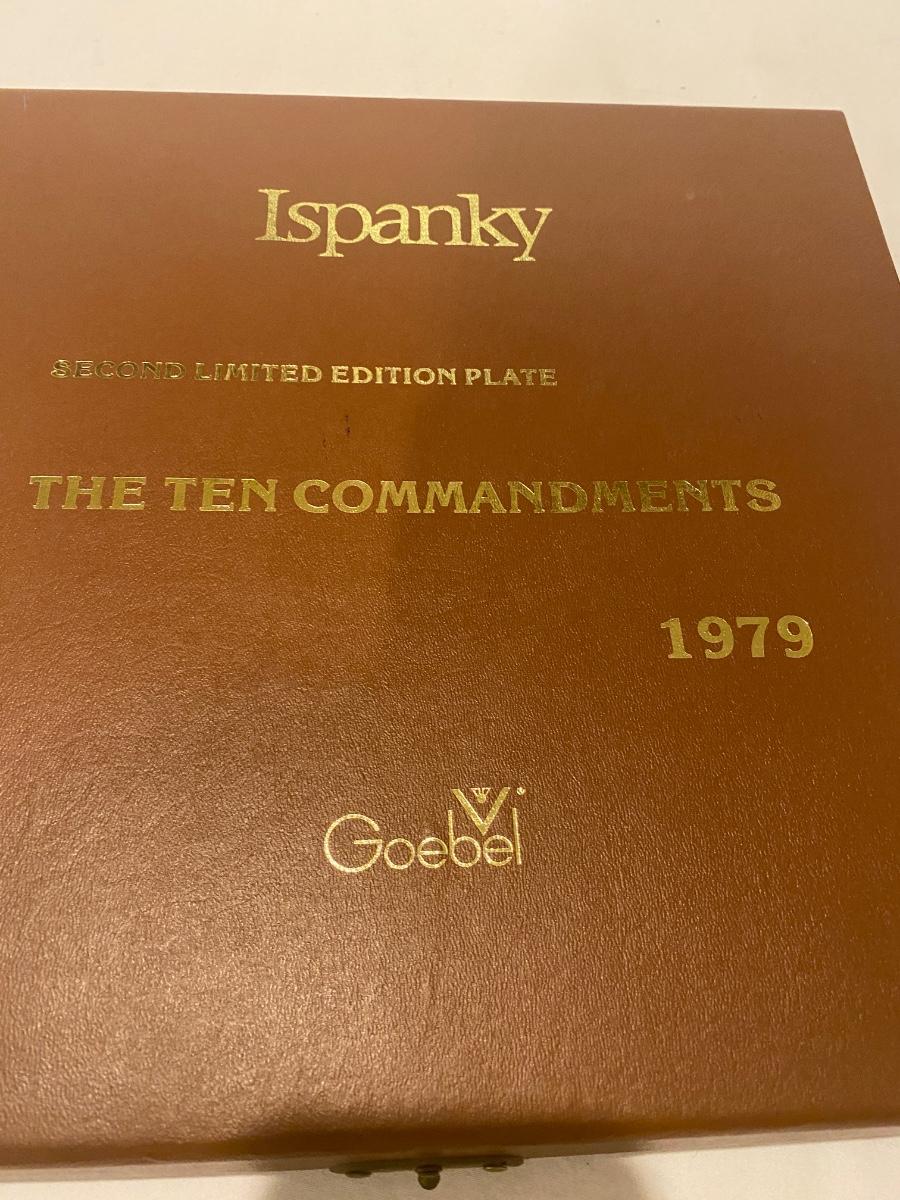 Ispanky
SECOND LIMITED EDITION PLATE
THE TEN COMMANDMENTS
1979
Goebel